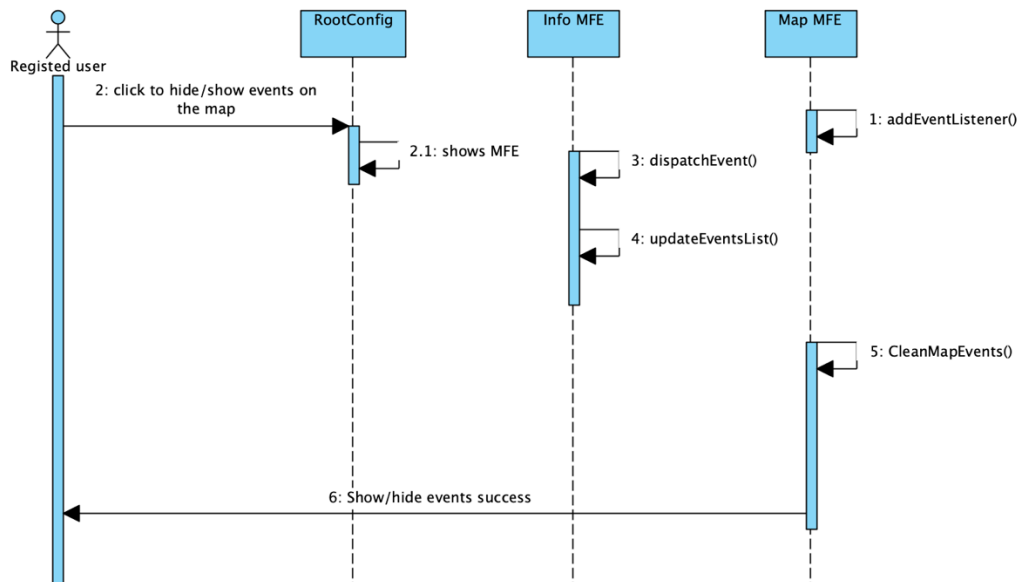 RootConfig
Info MFE
Map MFE
Registed user
2: click to hide/show events on
the map
1: addEventListener()
2.1: shows MFE
3: dispatchEvent()
4: updateEventsList()
5: CleanMapEvents()
6: Show/hide events success